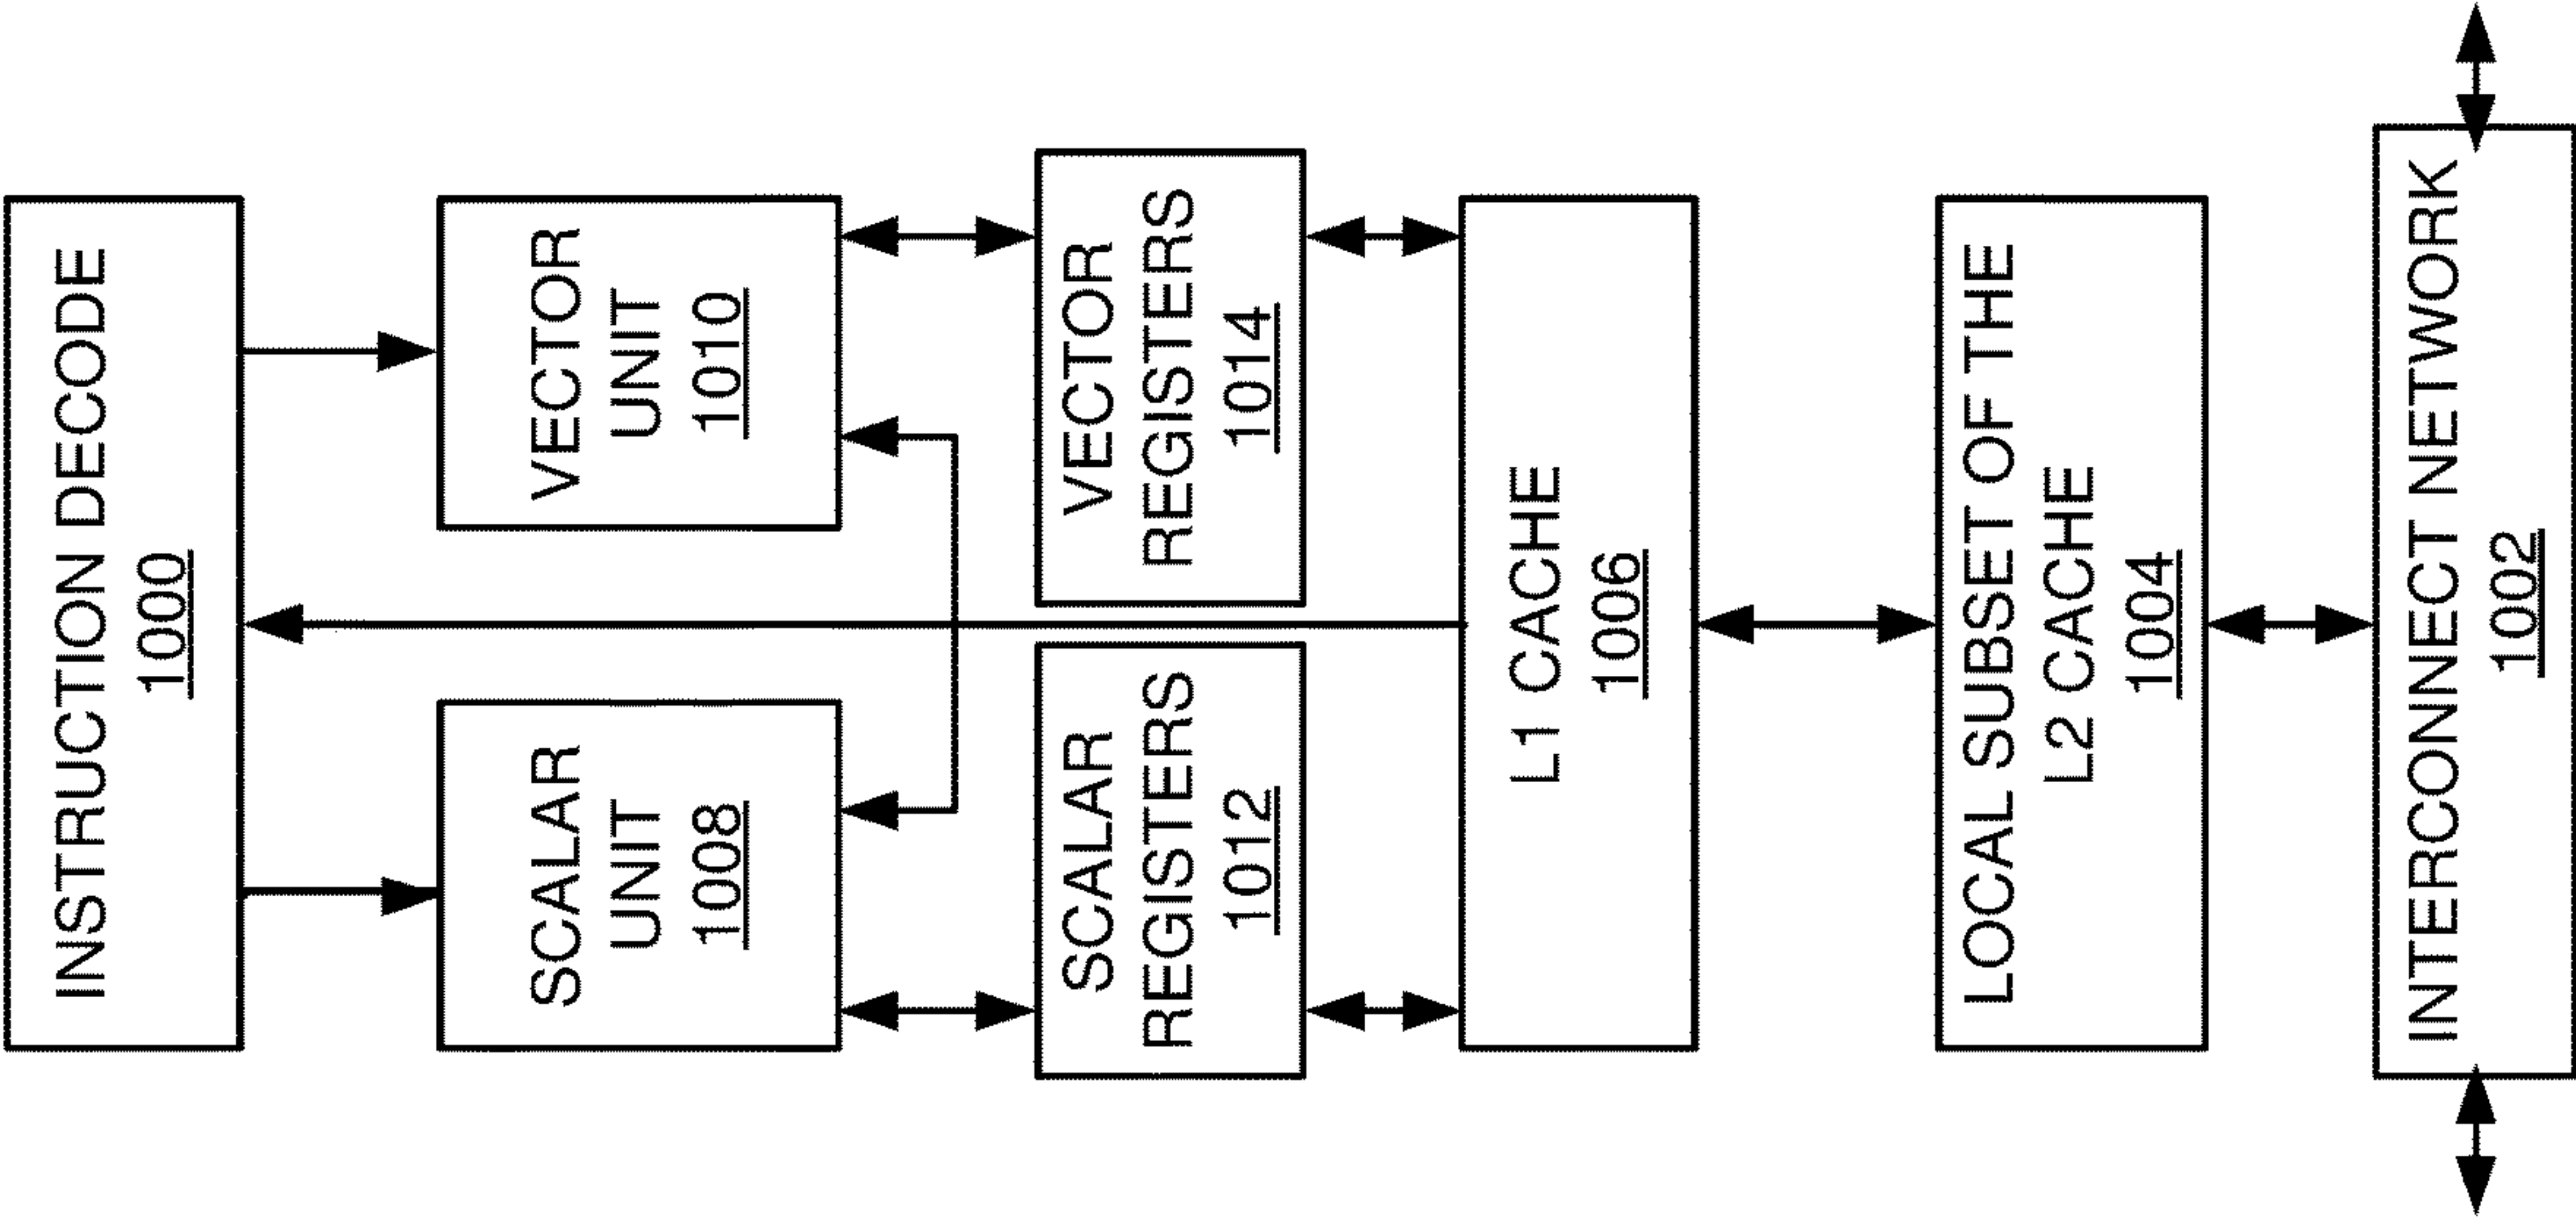 INSTRUCTION DECODE
1000
SCALAR
UNIT
1008
VECTOR
UNIT
1010
SCALAR
REGISTERS
1012
VECTOR
REGISTERS
1014
L1 CACHE
1006
LOCAL SUBSET OF THE
L2 CACHE
1004
INTERCONNECT NETWORK
1002